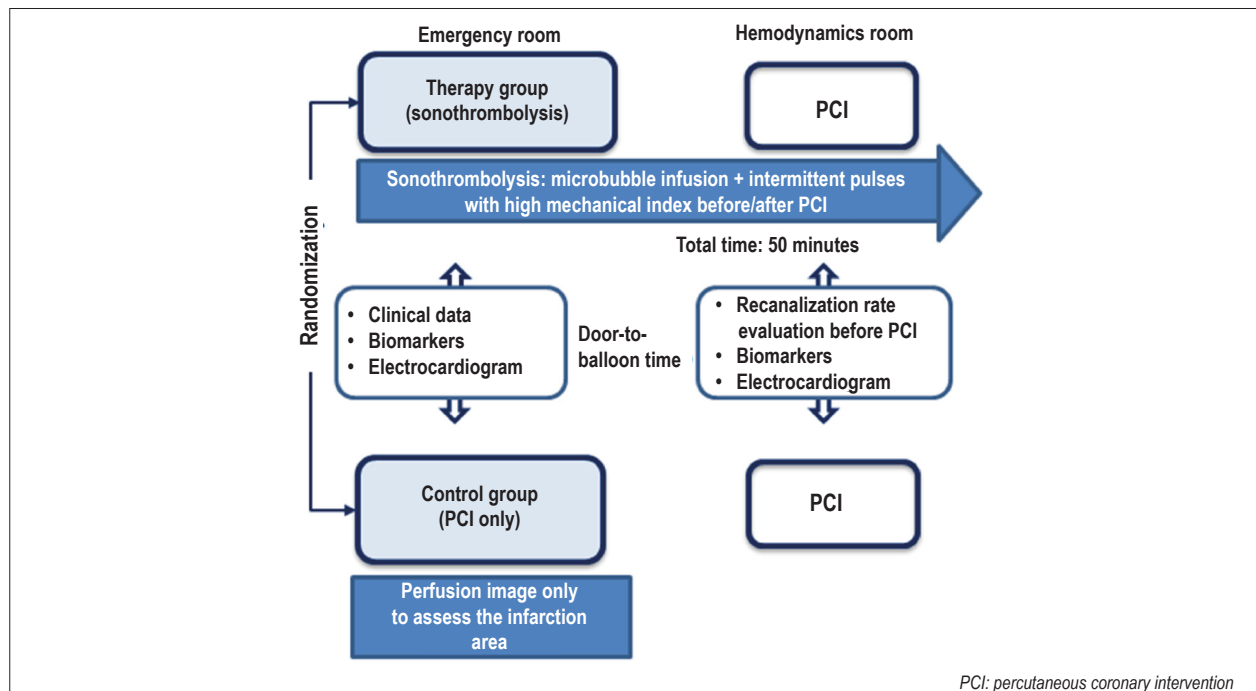 Emergency room
Hemodynamics room
Therapy group
(sonothrombolysis)
PCI
Sonothrombolysis: microbubble infusion + intermittent pulses
with high mechanical index before/after PCI
Total time: 50 minutes
Randomization
• Clinical data
• Biomarkers
• Electrocardiogram
Door-to-
balloon time
• Recanalization rate
evaluation before PCI
• Biomarkers
• Electrocardiogram
Control group
(PCI only)
PCI
Perfusion image only
to assess the infarction
area
PCI: percutaneous coronary intervention